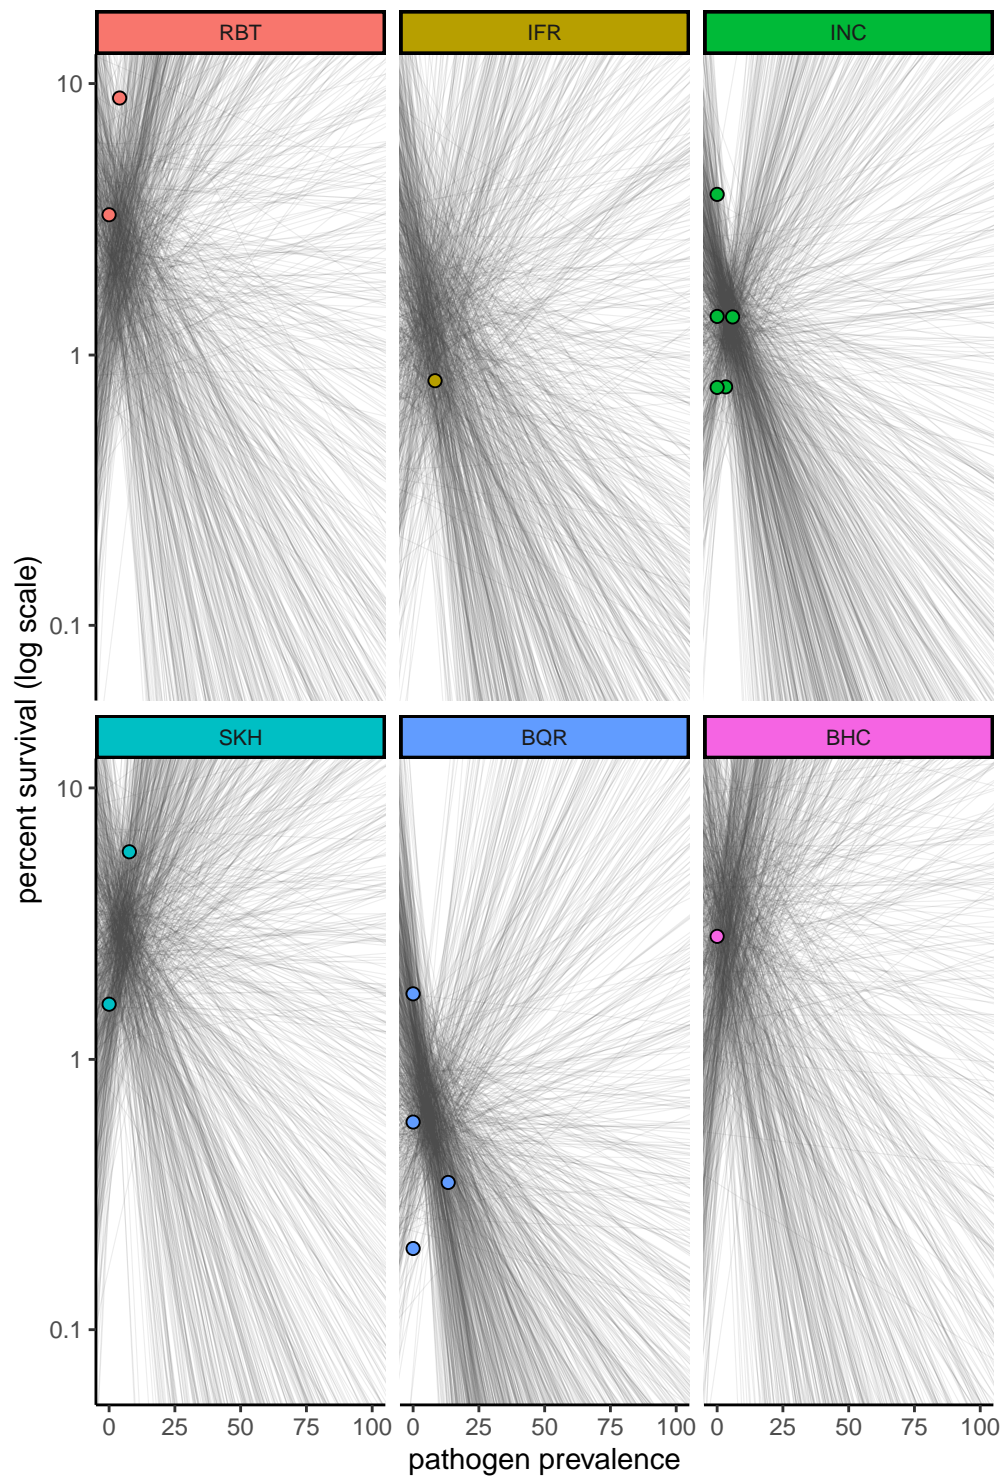 RBT IFR INC
10
1
0.1
percent survival (log scale)
SKH BQR BHC
10
1
0.1
0 25 50 75 100 0 25 50 75 100 0 25 50 75 100
pathogen prevalence